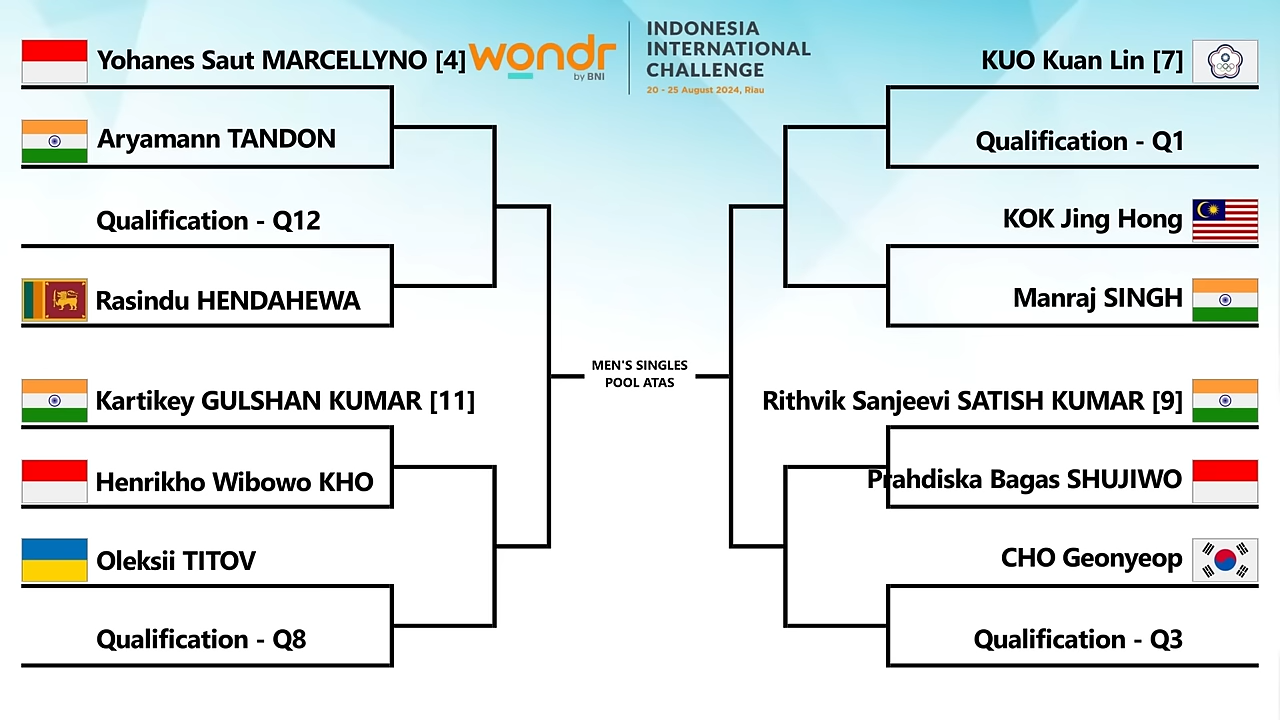 wondr
by BNI
INDONESIA
INTERNATIONAL
CHALLENGE
20 - 25 August 2024, Riau
Yohanes Saut MARCELLYNO [4]
Aryamann TANDON
Qualification - Q12
Rasindu HENDAHEWA
Kartikey GULSHAN KUMAR [11]
Henrikho Wibowo KHO
Oleksii TITOV
Qualification - Q8
MEN'S SINGLES
POOL ATAS
KUO Kuan Lin [7]
Qualification - Q1
KOK Jing Hong
Manraj SINGH
Rithvik Sanjeevi SATISH KUMAR [9]
Prahdiska Bagas SHUJIWO
CHO Geonyeop
Qualification - Q3